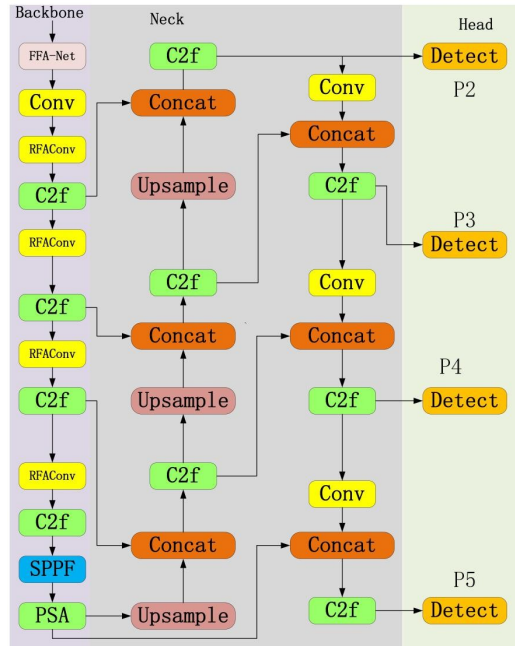 Backbone
Neck
Head
FFA-Net
Conv
RFAConv
C2f
RFAConv
C2f
RFAConv
C2f
RFAConv
C2f
SPPF
PSA
C2f
Concat
Upsample
C2f
Concat
Upsample
C2f
Concat
Upsample
Conv
Concat
C2f
Conv
Concat
C2f
Conv
Concat
C2f
Detect
P2
P3
Detect
P4
Detect
P5
Detect